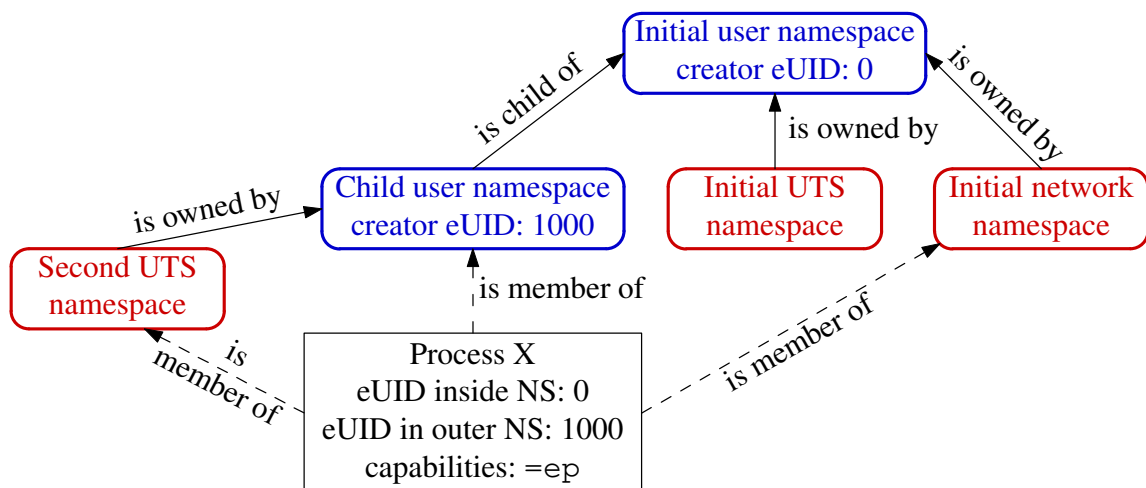 Initial user namespace
creator eUID: 0
is child of
is owned by
is owned by
Child user namespace
creator eUID: 1000
Initial UTS
namespace
Initial network
namespace
is owned by
Second UTS
namespace
is member of
is
member of
is member of
Process X
eUID inside NS: 0
eUID in outer NS: 1000
capabilities: =ep